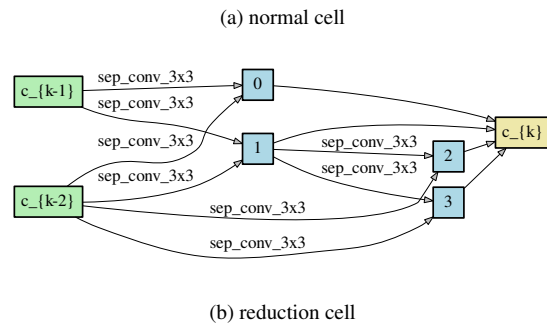 (a) normal cell
sep_conv_3x3
c_{k-1}
sep_conv_3x3
0
sep_conv_3x3
1
sep_conv_3x3
c_{k}
sep_conv_3x3
2
sep_conv_3x3
c_{k-2}
sep_conv_3x3
3
sep_conv_3x3
(b) reduction cell